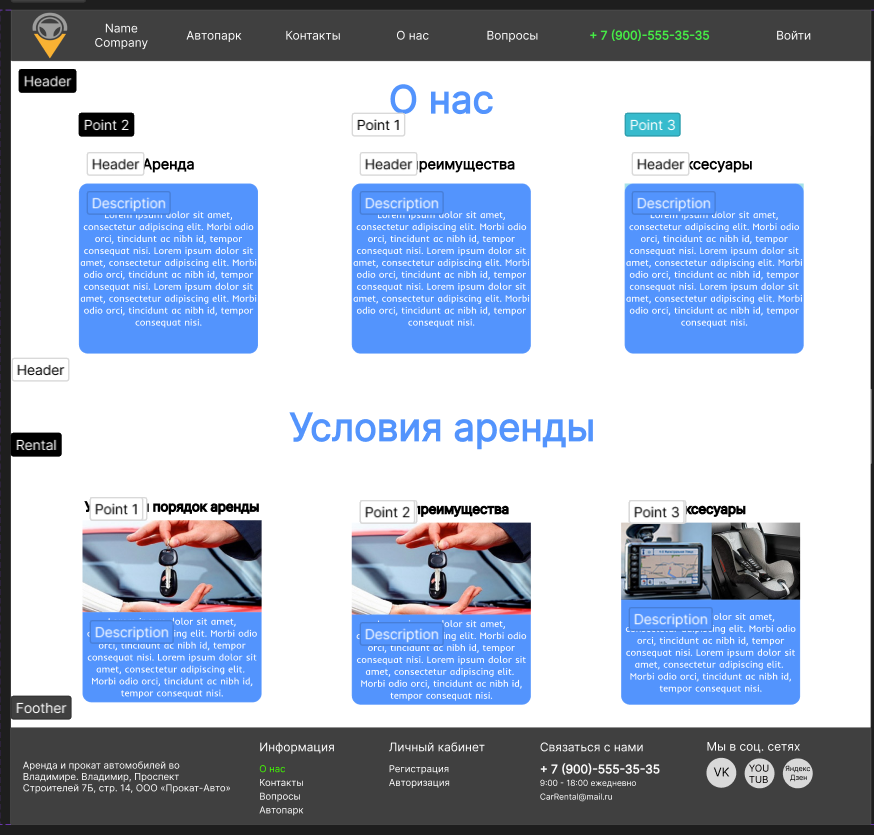 Name
Company
Автопарк
Контакты
О нас
Вопросы
+ 7 (900)-555-35-35
Войти
Header
О нас
Point 2
Point 1
Point 3
Header Аренда
Header
Header
Description
Lorem ipsum dolor sit amet,
consectetur adipiscing elit. Morbi odio
orci, tincidunt ac nibh id, tempor
consequat nisi. Lorem ipsum dolor sit
amet, consectetur adipiscing elit. Morbi
odio orci, tincidunt ac nibh id, tempor
consequat nisi. Lorem ipsum dolor sit
amet, consectetur adipiscing elit. Morbi
odio orci, tincidunt ac nibh id, tempor
consequat nisi.
Description
Lorem ipsum dolor sit amet,
consectetur adipiscing elit. Morbi odio
orci, tincidunt ac nibh id, tempor
consequat nisi. Lorem ipsum dolor sit
amet, consectetur adipiscing elit. Morbi
odio orci, tincidunt ac nibh id, tempor
consequat nisi. Lorem ipsum dolor sit
amet, consectetur adipiscing elit. Morbi
odio orci, tincidunt ac nibh id, tempor
consequat nisi.
Description
Lorem ipsum dolor sit amet,
consectetur adipiscing elit. Morbi odio
orci, tincidunt ac nibh id, tempor
consequat nisi. Lorem ipsum dolor sit
amet, consectetur adipiscing elit. Morbi
odio orci, tincidunt ac nibh id, tempor
consequat nisi. Lorem ipsum dolor sit
amet, consectetur adipiscing elit. Morbi
odio orci, tincidunt ac nibh id, tempor
consequat nisi.
Header
Условия аренды
Rental
Point 1 порядок аренды
Point 2
Point 3
Description
dolor sit amet,
adipiscing elit. Morbi odio
orci, tincidunt ac nibh id, tempor
consequat nisi. Lorem ipsum dolor sit
amet, consectetur adipiscing elit.
Morbi odio orci, tincidunt ac nibh id,
tempor consequat nisi.
Description
dolor sit amet,
elit. Morbi odio
orci, tincidunt ac nibh id, tempor
consequat nisi. Lorem ipsum dolor sit
amet, consectetur adipiscing elit.
Morbi odio orci, tincidunt ac nibh id,
tempor consequat nisi.
Description
sit amet,
consectetur adipiscing elit. Morbi odio
orci, tincidunt ac nibh id, tempor
consequat nisi. Lorem ipsum dolor sit
amet, consectetur adipiscing elit.
Morbi odio orci, tincidunt ac nibh id,
tempor consequat nisi.
Foother
Аренда и прокат автомобилей во
Владимире. Владимир, Проспект
Строителей 7Б, стр. 14, ООО «Прокат-Авто»
Информация
О нас
Контакты
Вопросы
Автопарк
Личный кабинет
Регистрация
Авторизация
Связаться с нами
+ 7 (900)-555-35-35
9:00 - 18:00 ежедневно
CarRental@mail.ru
Мы в соц. сетях
VK
YOU
TUB
Яндекс
Дзен